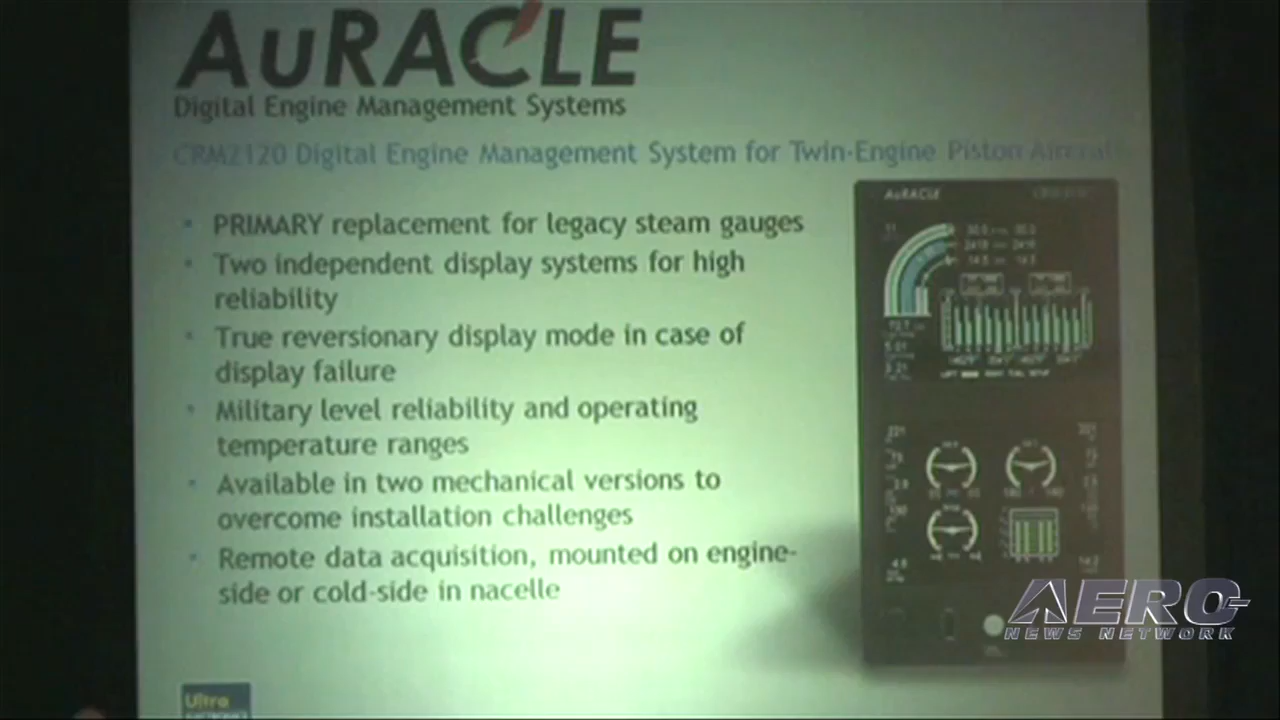 AuRACLE
Digital Engine Management Systems
CRM2120 Digital Engine Management System for Twin-Engine Piston Aircraft
• PRIMARY replacement for legacy steam gauges
• Two independent display systems for high
reliability
• True reversionary display mode in case of
display failure
• Military level reliability and operating
temperature ranges
• Available in two mechanical versions to
overcome installation challenges
• Remote data acquisition, mounted on engine-
side or cold-side in nacelle
AuRACLE
AERO
NEWS NETWORK
Ultra